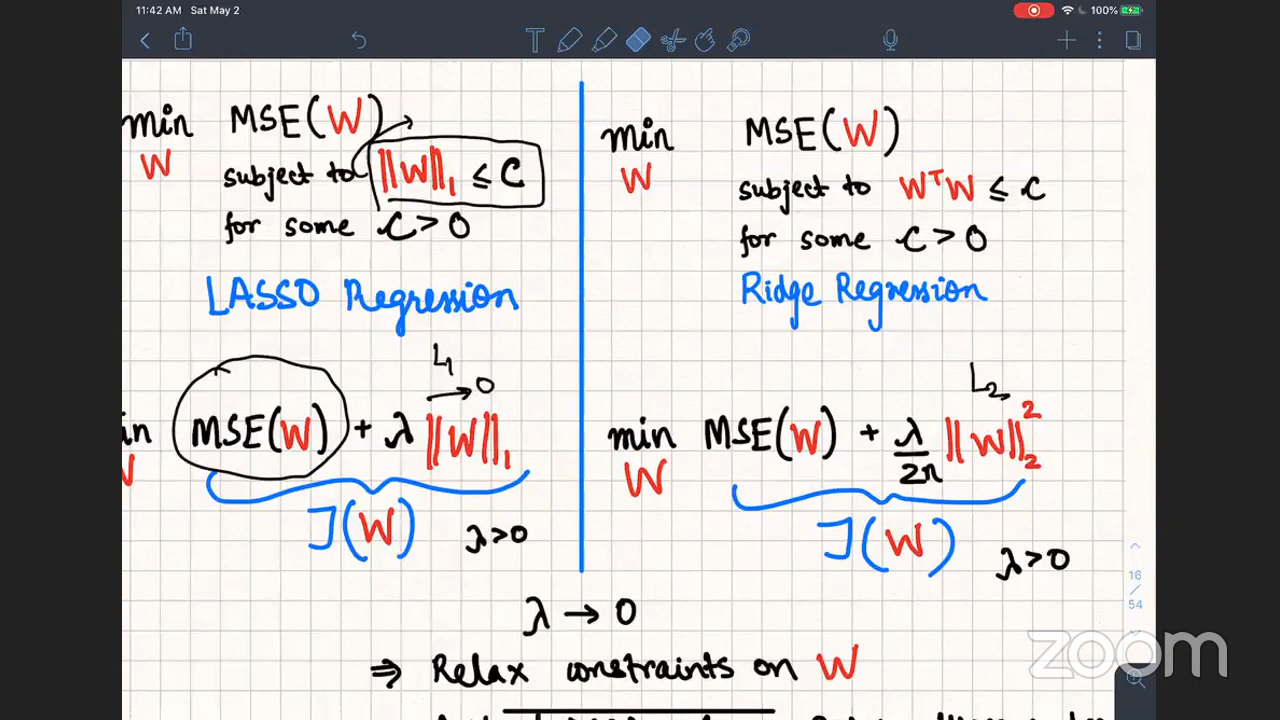 11:42 AM Sat May 2
100%
min MSE(W)
W
subject to ||W||₁ ≤ C
for some C > 0
LASSO Regression
L₁ → 0
in MSE(W) + λ ||W||₁
W
J(W) λ>0
min MSE(W)
W
subject to WᵀW ≤ C
for some C > 0
Ridge Regression
L₂
min MSE(W) + λ/2n ||W||₂²
W
J(W) λ>0
λ → 0
⇒ Relax constraints on W
16
/
54
zoom